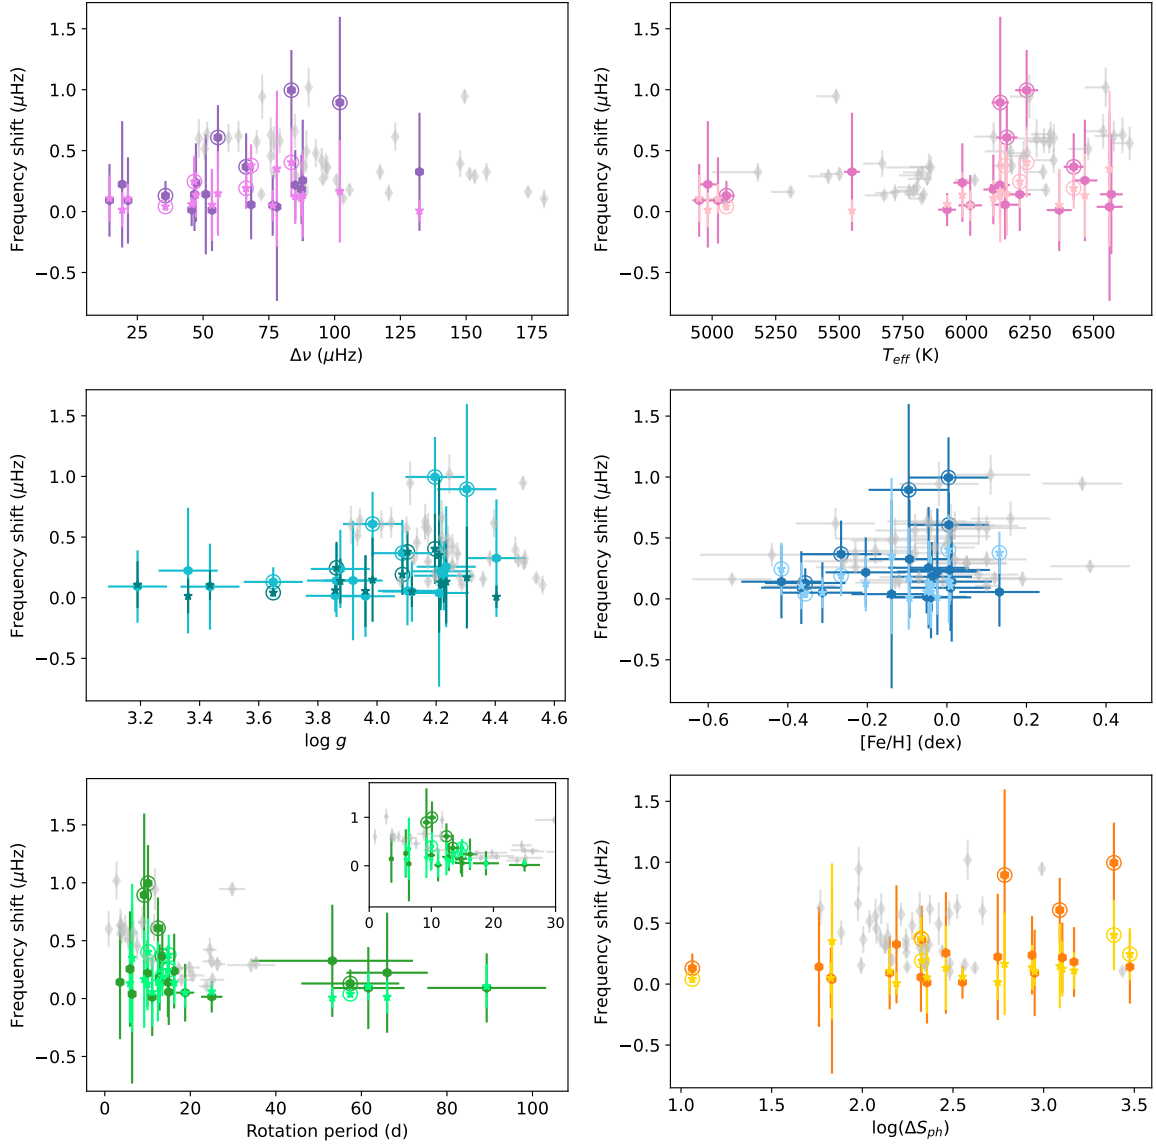 1.5
1.0
0.5
0.0
−0.5
Frequency shift (μHz)
25 50 75 100 125 150 175
Δν (μHz)
1.5
1.0
0.5
0.0
−0.5
Frequency shift (μHz)
5000 5250 5500 5750 6000 6250 6500
T_eff (K)
1.5
1.0
0.5
0.0
−0.5
Frequency shift (μHz)
3.2 3.4 3.6 3.8 4.0 4.2 4.4 4.6
log g
1.5
1.0
0.5
0.0
−0.5
Frequency shift (μHz)
−0.6 −0.4 −0.2 0.0 0.2 0.4
[Fe/H] (dex)
1.5
1.0
0.5
0.0
−0.5
Frequency shift (μHz)
1
0
0 10 20 30
0 20 40 60 80 100
Rotation period (d)
1.5
1.0
0.5
0.0
−0.5
Frequency shift (μHz)
1.0 1.5 2.0 2.5 3.0 3.5
log(ΔS_ph)